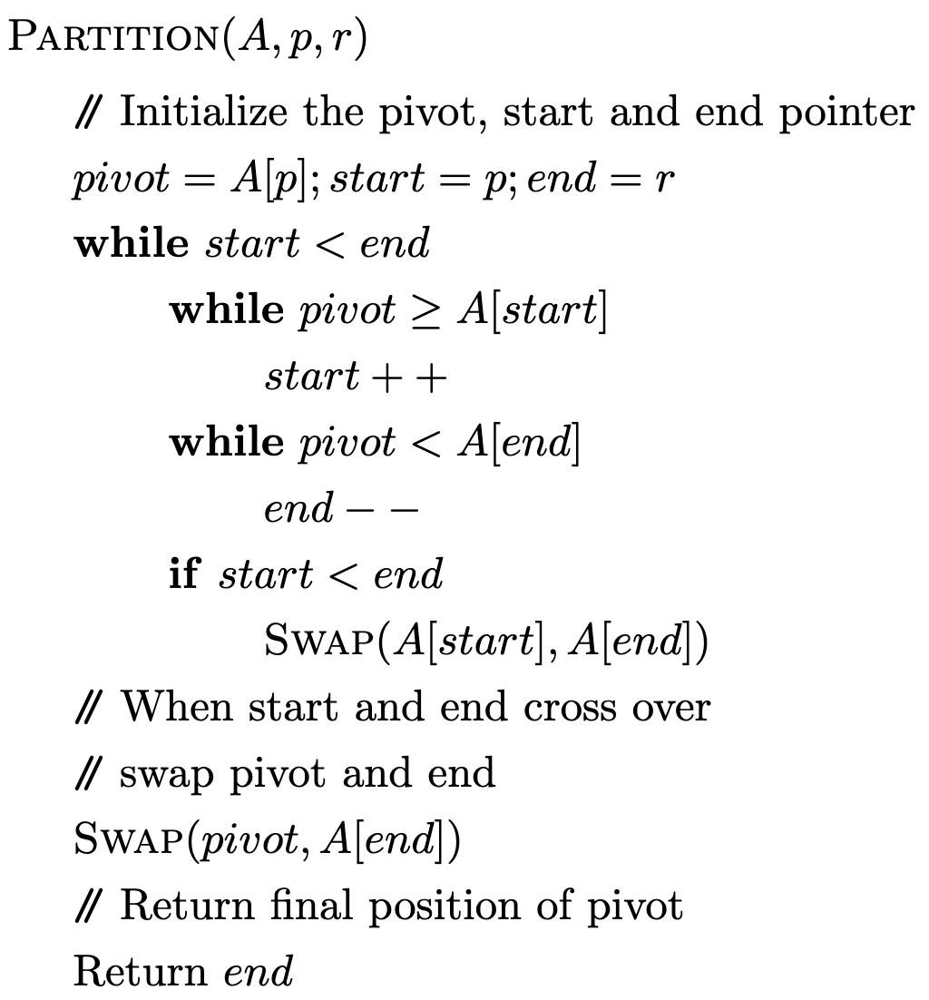 PARTITION(A, p, r)
// Initialize the pivot, start and end pointer
pivot = A[p]; start = p; end = r
while start < end
while pivot ≥ A[start]
start + +
while pivot < A[end]
end − −
if start < end
SWAP(A[start], A[end])
// When start and end cross over
// swap pivot and end
SWAP(pivot, A[end])
// Return final position of pivot
Return end